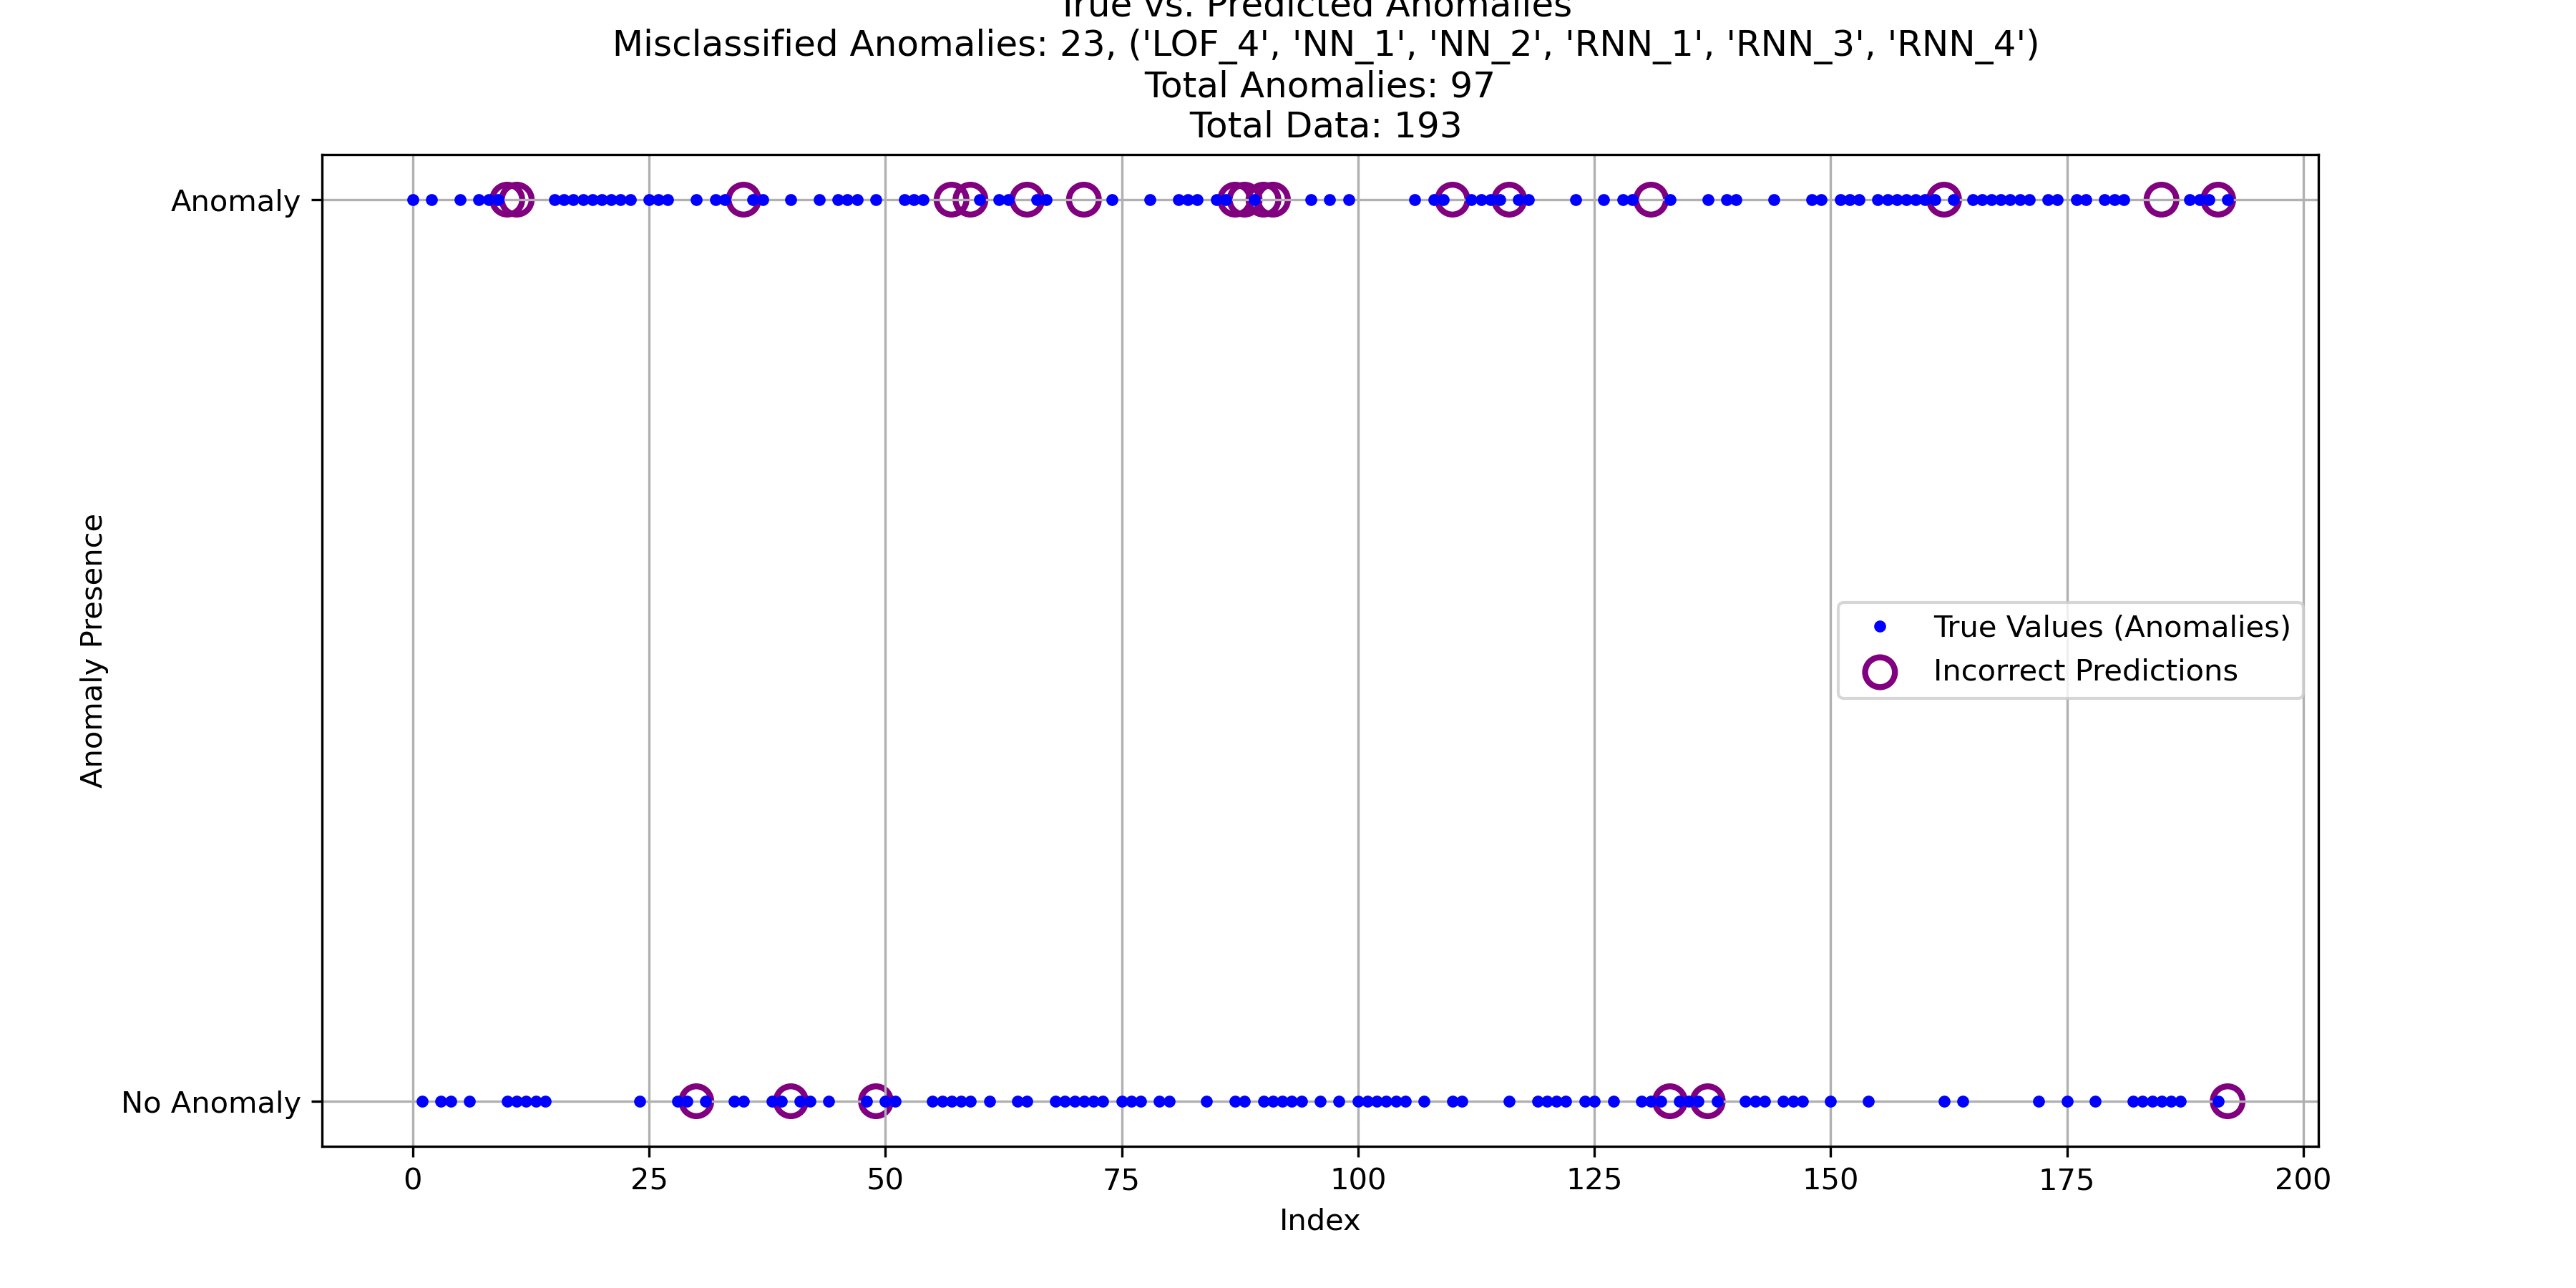 True vs. Predicted Anomalies
Misclassified Anomalies: 23, ('LOF_4', 'NN_1', 'NN_2', 'RNN_1', 'RNN_3', 'RNN_4')
Total Anomalies: 97
Total Data: 193
Anomaly
Anomaly Presence
True Values (Anomalies)
Incorrect Predictions
No Anomaly
0 25 50 75 100 125 150 175 200
Index